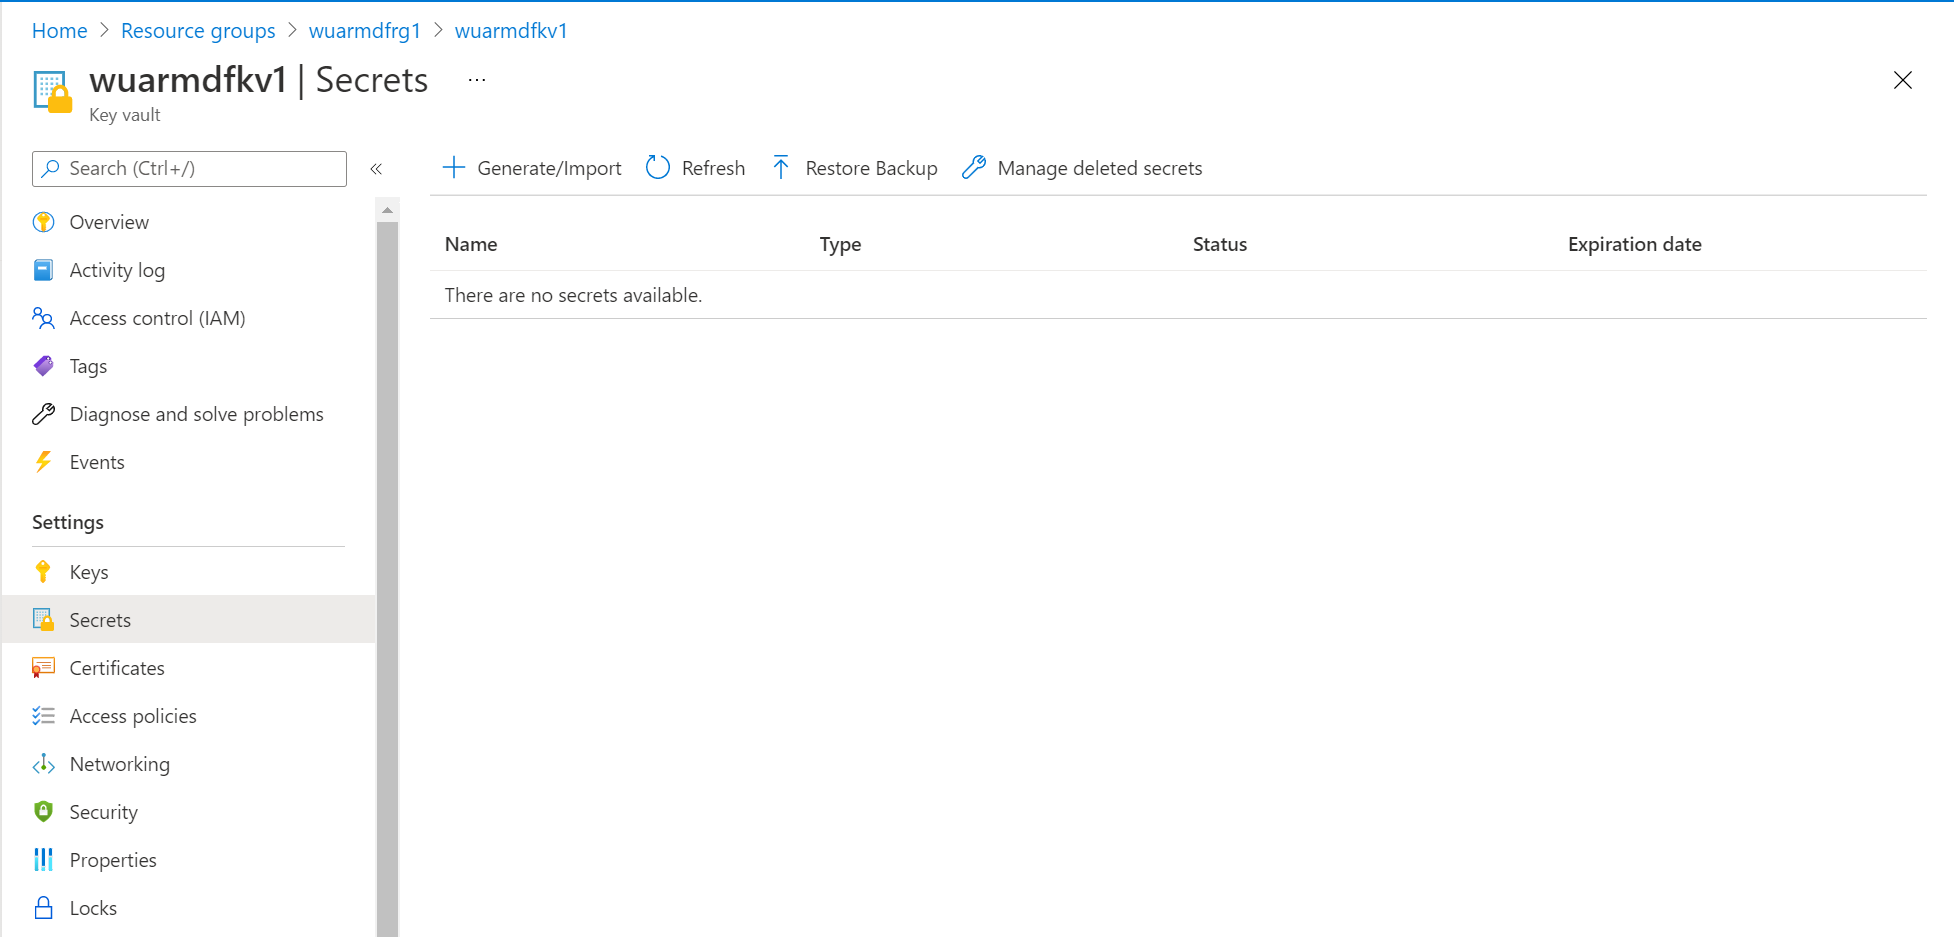 Home > Resource groups > wuarmdfrg1 > wuarmdfkv1
wuarmdfkv1 | Secrets ...
Key vault
Search (Ctrl+/) «
Generate/Import Refresh Restore Backup Manage deleted secrets
Overview
Activity log
Access control (IAM)
Tags
Diagnose and solve problems
Events
Settings
Keys
Secrets
Certificates
Access policies
Networking
Security
Properties
Locks
Name Type Status Expiration date
There are no secrets available.